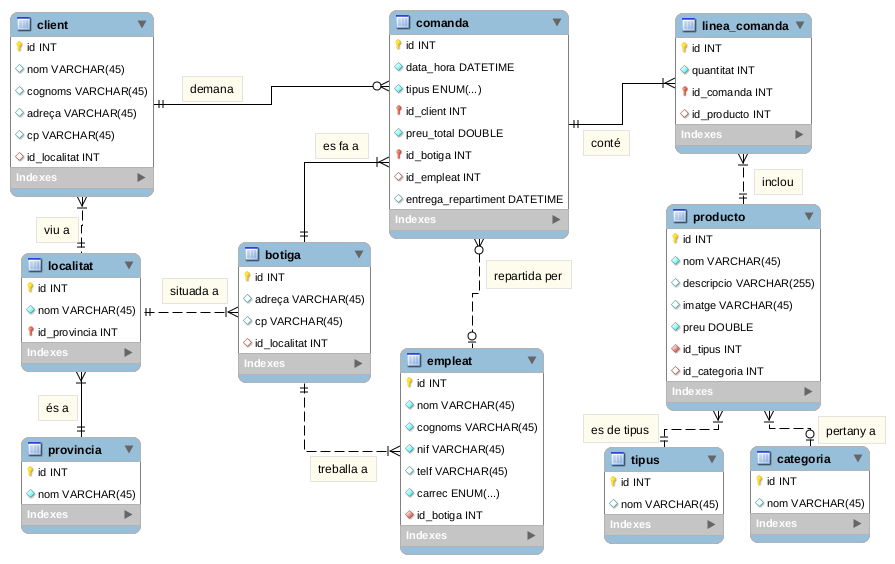 client
id INT
nom VARCHAR(45)
cognoms VARCHAR(45)
adreça VARCHAR(45)
cp VARCHAR(45)
id_localitat INT
Indexes
demana
comanda
id INT
data_hora DATETIME
tipus ENUM(...)
id_client INT
preu_total DOUBLE
id_botiga INT
id_empleat INT
entrega_repartiment DATETIME
Indexes
conté
linea_comanda
id INT
quantitat INT
id_comanda INT
id_producto INT
Indexes
es fa a
inclou
viu a
localitat
id INT
nom VARCHAR(45)
id_provincia INT
Indexes
situada a
botiga
id INT
adreça VARCHAR(45)
cp VARCHAR(45)
id_localitat INT
Indexes
repartida per
producto
id INT
nom VARCHAR(45)
descripcio VARCHAR(255)
imatge VARCHAR(45)
preu DOUBLE
id_tipus INT
id_categoria INT
Indexes
és a
provincia
id INT
nom VARCHAR(45)
Indexes
treballa a
empleat
id INT
nom VARCHAR(45)
cognoms VARCHAR(45)
nif VARCHAR(45)
telf VARCHAR(45)
carrec ENUM(...)
id_botiga INT
Indexes
es de tipus
pertany a
tipus
id INT
nom VARCHAR(45)
Indexes
categoria
id INT
nom VARCHAR(45)
Indexes